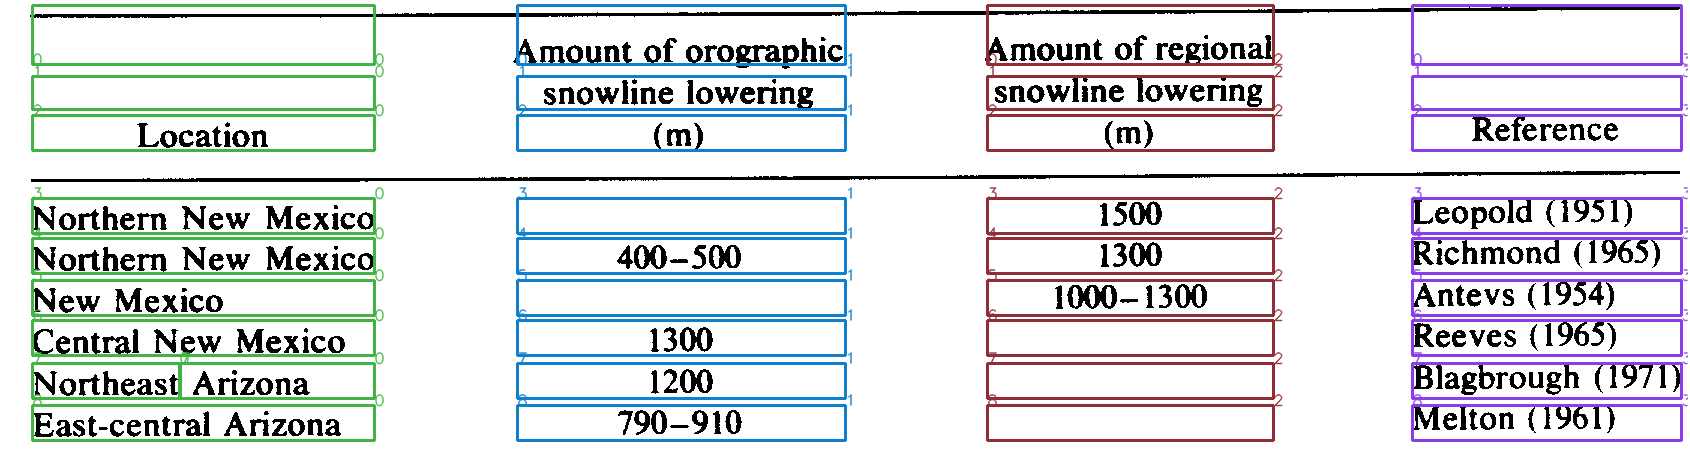 Amount of orographic Amount of regional
snowline lowering snowline lowering
Location (m) (m) Reference
Northern New Mexico 1500 Leopold (1951)
Northern New Mexico 400–500 1300 Richmond (1965)
New Mexico 1000–1300 Antevs (1954)
Central New Mexico 1300 Reeves (1965)
Northeast Arizona 1200 Blagbrough (1971)
East-central Arizona 790–910 Melton (1961)